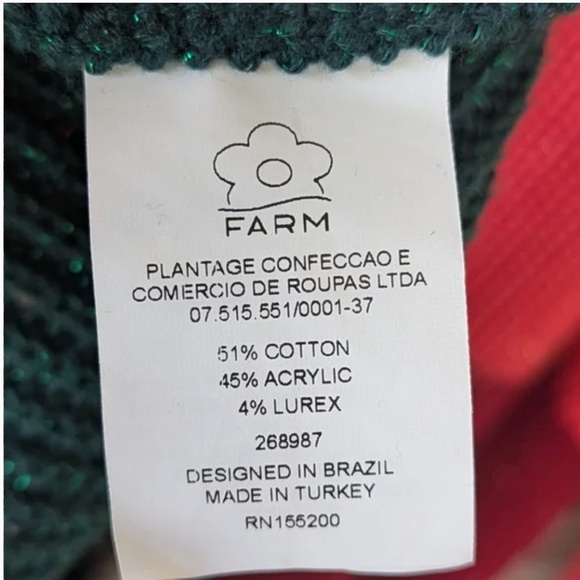 FARM
PLANTAGE CONFECCAO E
COMERCIO DE ROUPAS LTDA
07.515.551/0001-37
51% COTTON
45% ACRYLIC
4% LUREX
268987
DESIGNED IN BRAZIL
MADE IN TURKEY
RN155200